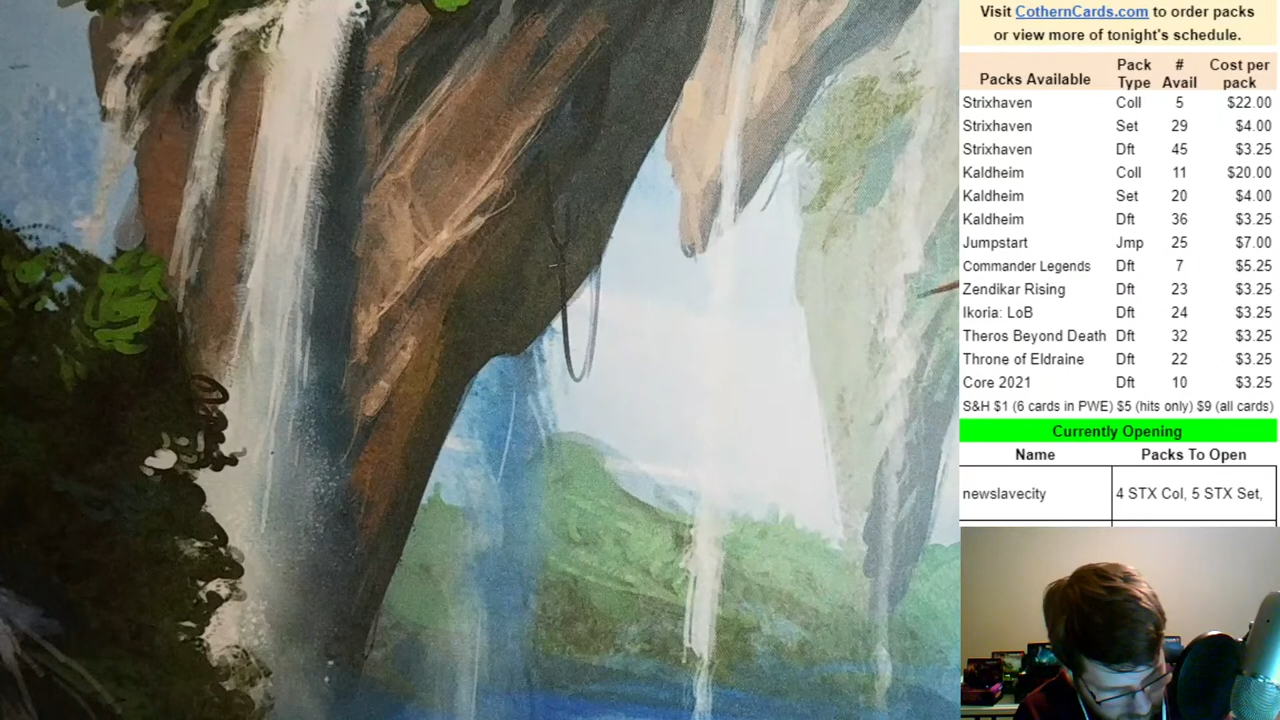 Visit CothernCards.com to order packs
or view more of tonight's schedule.
Packs Available Pack Type # Avail Cost per pack
Strixhaven Coll 5 $22.00
Strixhaven Set 29 $4.00
Strixhaven Dft 45 $3.25
Kaldheim Coll 11 $20.00
Kaldheim Set 20 $4.00
Kaldheim Dft 36 $3.25
Jumpstart Jmp 25 $7.00
Commander Legends Dft 7 $5.25
Zendikar Rising Dft 23 $3.25
Ikoria: LoB Dft 24 $3.25
Theros Beyond Death Dft 32 $3.25
Throne of Eldraine Dft 22 $3.25
Core 2021 Dft 10 $3.25
S&H $1 (6 cards in PWE) $5 (hits only) $9 (all cards)
Currently Opening
Name Packs To Open
newslavecity 4 STX Col, 5 STX Set,